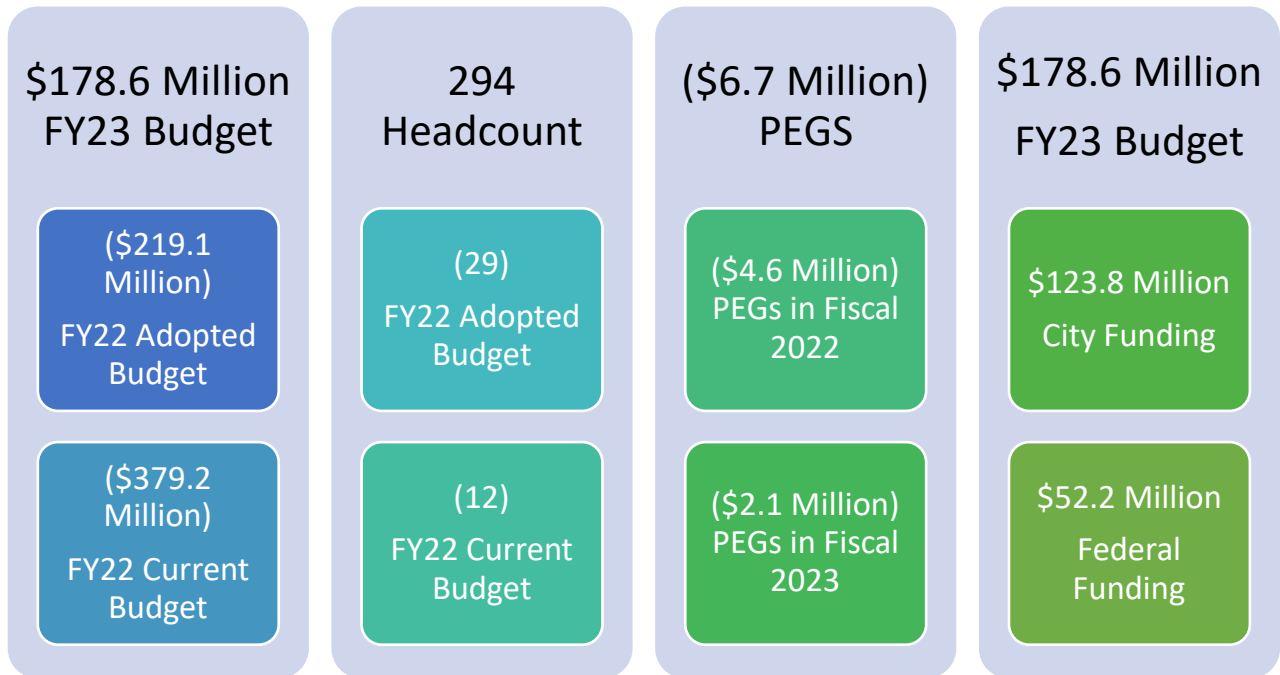 $178.6 Million
FY23 Budget
($219.1
Million)
FY22 Adopted
Budget
($379.2
Million)
FY22 Current
Budget
294
Headcount
(29)
FY22 Adopted
Budget
(12)
FY22 Current
Budget
($6.7 Million)
PEGS
($4.6 Million)
PEGs in Fiscal
2022
($2.1 Million)
PEGs in Fiscal
2023
$178.6 Million
FY23 Budget
$123.8 Million
City Funding
$52.2 Million
Federal
Funding